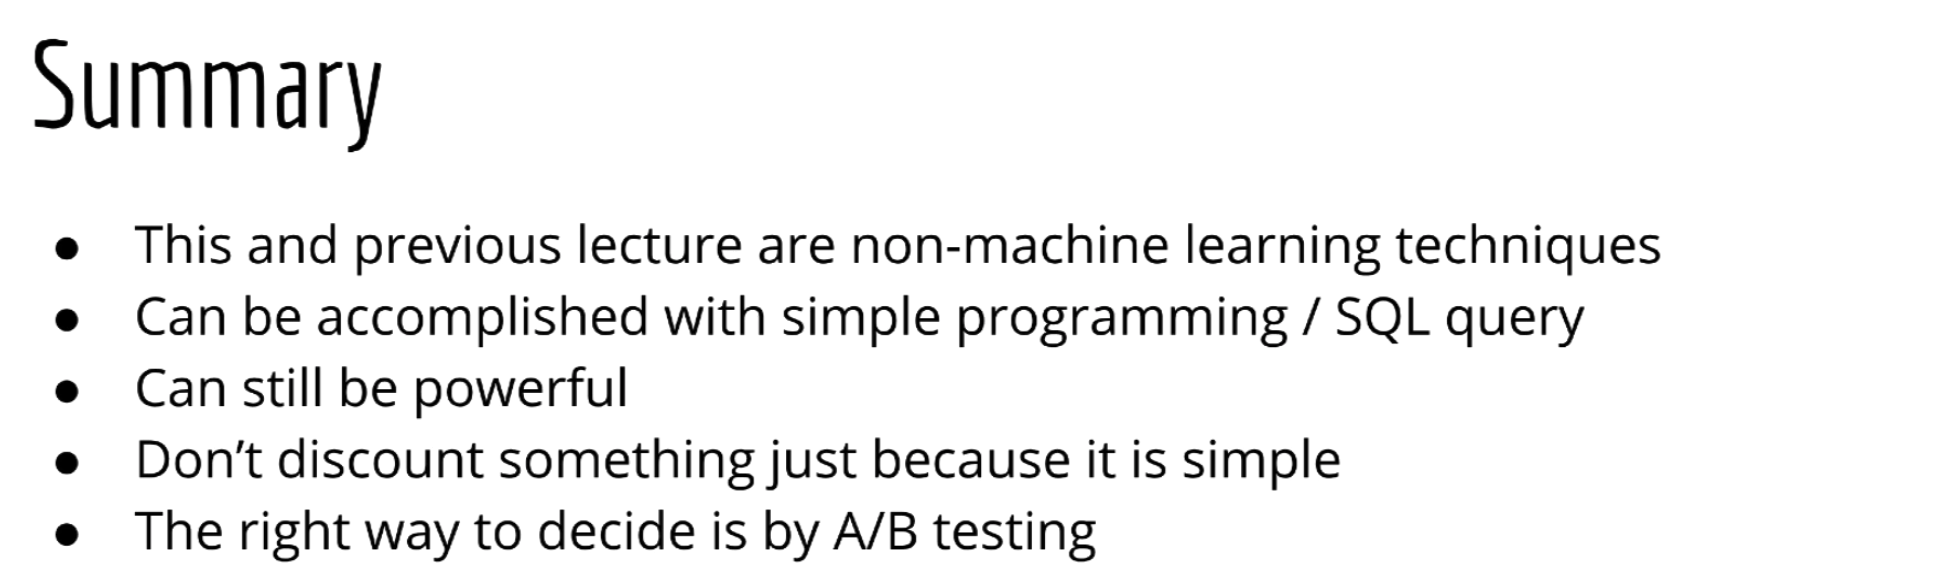 Summary
● This and previous lecture are non-machine learning techniques
● Can be accomplished with simple programming / SQL query
● Can still be powerful
● Don’t discount something just because it is simple
● The right way to decide is by A/B testing